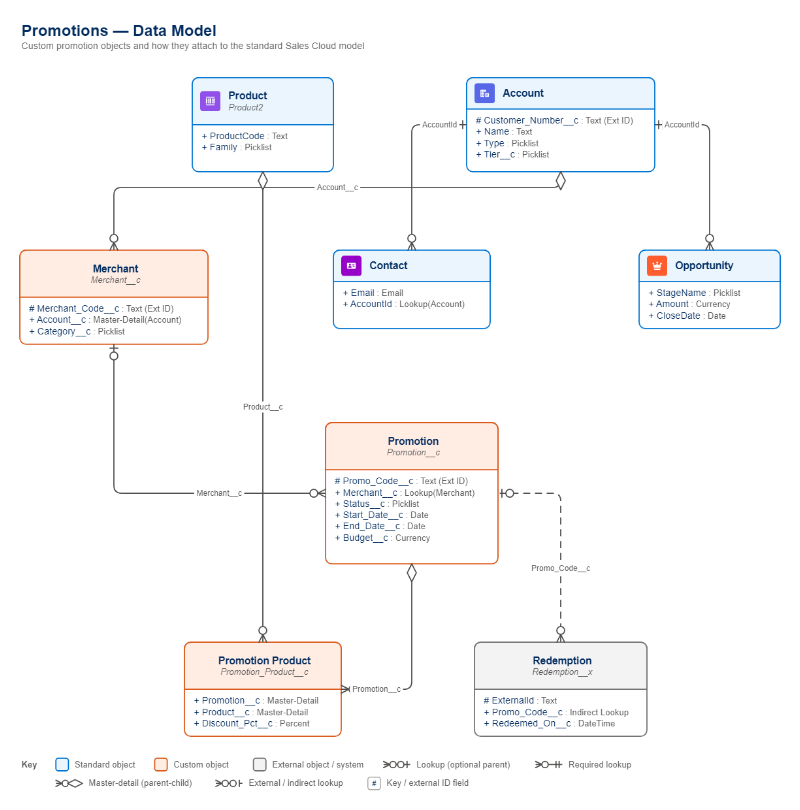 Promotions — Data Model
Custom promotion objects and how they attach to the standard Sales Cloud model
Product
Product2
+ ProductCode : Text
+ Family : Picklist
Account
# Customer_Number__c : Text (Ext ID)
+ Name : Text
+ Type : Picklist
+ Tier__c : Picklist
AccountId
AccountId
Account__c
Merchant
Merchant__c
# Merchant_Code__c : Text (Ext ID)
+ Account__c : Master-Detail(Account)
+ Category__c : Picklist
Contact
+ Email : Email
+ AccountId : Lookup(Account)
Opportunity
+ StageName : Picklist
+ Amount : Currency
+ CloseDate : Date
Product__c
Promotion
Promotion__c
# Promo_Code__c : Text (Ext ID)
+ Merchant__c : Lookup(Merchant)
+ Status__c : Picklist
+ Start_Date__c : Date
+ End_Date__c : Date
+ Budget__c : Currency
Merchant__c
Promo_Code__c
Promotion Product
Promotion_Product__c
+ Promotion__c : Master-Detail
+ Product__c : Master-Detail
+ Discount_Pct__c : Percent
Promotion__c
Redemption
Redemption__x
# ExternalId : Text
+ Promo_Code__c : Indirect Lookup
+ Redeemed_On__c : DateTime
Key
Standard object
Custom object
External object / system
Lookup (optional parent)
Required lookup
Master-detail (parent-child)
External / indirect lookup
# Key / external ID field